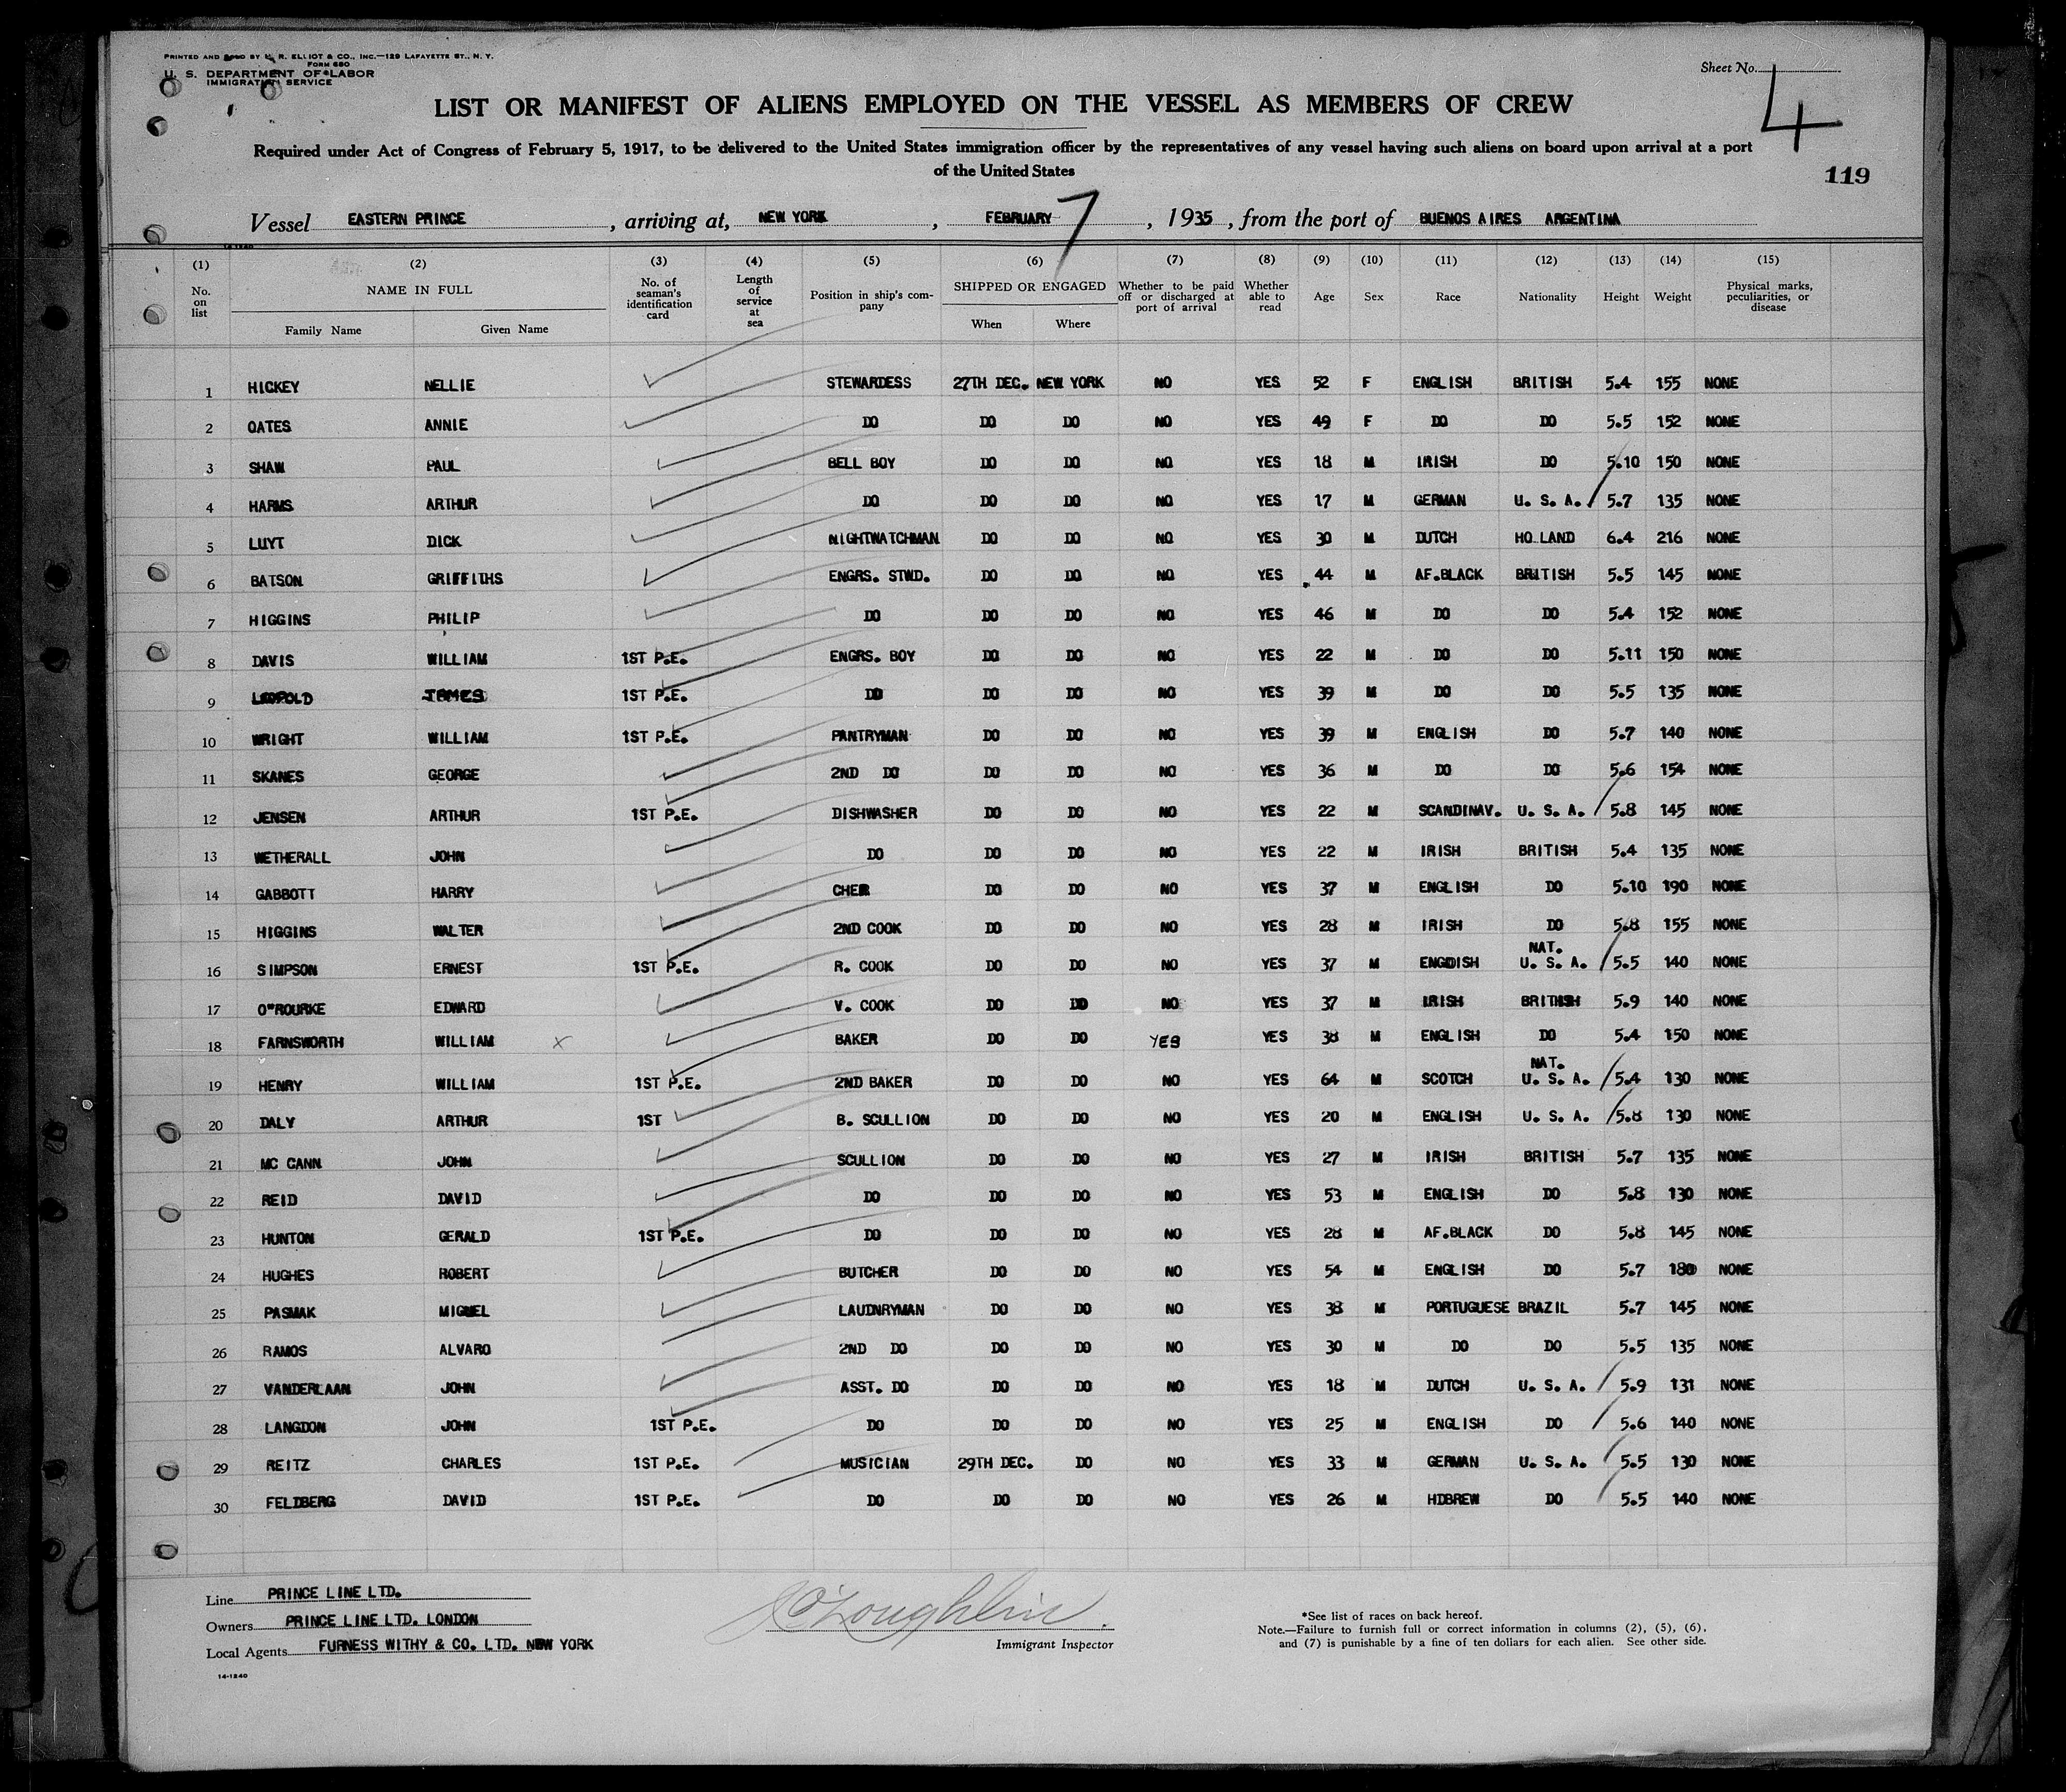 PRINTED AND SOLD BY U. R. ELLIOT & CO., INC.—129 LAFAYETTE ST., N. Y.
FORM 680
U. S. DEPARTMENT OF LABOR
IMMIGRATION SERVICE
Sheet No. 4
LIST OR MANIFEST OF ALIENS EMPLOYED ON THE VESSEL AS MEMBERS OF CREW
Required under Act of Congress of February 5, 1917, to be delivered to the United States immigration officer by the representatives of any vessel having such aliens on board upon arrival at a port
of the United States
119
Vessel EASTERN PRINCE, arriving at, NEW YORK, FEBRUARY 7, 1935, from the port of BUENOS AIRES ARGENTINA
14-1240
(1) (2) (3) (4) (5) (6) (7) (8) (9) (10) (11) (12) (13) (14) (15)
No. on list NAME IN FULL Family Name Given Name No. of seaman's identification card Length of service at sea Position in ship's company SHIPPED OR ENGAGED When Where Whether to be paid off or discharged at port of arrival Whether able to read Age Sex Race Nationality Height Weight Physical marks, peculiarities, or disease
1 HICKEY NELLIE STEWARDESS 27TH DEC. NEW YORK NO YES 52 F ENGLISH BRITISH 5.4 155 NONE
2 OATES ANNIE DO DO DO NO YES 49 F DO DO 5.5 152 NONE
3 SHAW PAUL BELL BOY DO DO NO YES 18 M IRISH DO 5.10 150 NONE
4 HARMS ARTHUR DO DO DO NO YES 17 M GERMAN U. S. A. 5.7 135 NONE
5 LUYT DICK NIGHTWATCHMAN DO DO NO YES 30 M DUTCH HO LAND 6.4 216 NONE
6 BATSON GRIFFITHS ENGRS. STWD. DO DO NO YES 44 M AF.BLACK BRITISH 5.5 145 NONE
7 HIGGINS PHILIP DO DO DO NO YES 46 M DO DO 5.4 152 NONE
8 DAVIS WILLIAM 1ST P.E. ENGRS. BOY DO DO NO YES 22 M DO DO 5.11 150 NONE
9 LEOPOLD JAMES 1ST P.E. DO DO DO NO YES 39 M DO DO 5.5 135 NONE
10 WRIGHT WILLIAM 1ST P.E. PANTRYMAN DO DO NO YES 39 M ENGLISH DO 5.7 140 NONE
11 SKANES GEORGE 2ND DO DO DO NO YES 36 M DO DO 5.6 154 NONE
12 JENSEN ARTHUR 1ST P.E. DISHWASHER DO DO NO YES 22 M SCANDINAV. U. S. A. 5.8 145 NONE
13 WETHERALL JOHN DO DO DO NO YES 22 M IRISH BRITISH 5.4 135 NONE
14 GABBOTT HARRY CHEF DO DO NO YES 37 M ENGLISH DO 5.10 190 NONE
15 HIGGINS WALTER 2ND COOK DO DO NO YES 28 M IRISH DO 5.8 155 NONE
16 SIMPSON ERNEST 1ST P.E. R. COOK DO DO NO YES 37 M ENGDISH NAT. U. S. A. 5.5 140 NONE
17 O"ROURKE EDWARD V. COOK DO DO NO YES 37 M IRISH BRITISH 5.9 140 NONE
18 FARNSWORTH WILLIAM X BAKER DO DO YES YES 38 M ENGLISH DO 5.4 150 NONE
19 HENRY WILLIAM 1ST P.E. 2ND BAKER DO DO NO YES 64 M SCOTCH NAT. U. S. A. 5.4 130 NONE
20 DALY ARTHUR 1ST B. SCULLION DO DO NO YES 20 M ENGLISH U. S. A. 5.8 130 NONE
21 MC CANN JOHN SCULLION DO DO NO YES 27 M IRISH BRITISH 5.7 135 NONE
22 REID DAVID DO DO DO NO YES 53 M ENGLISH DO 5.8 130 NONE
23 HUNTON GERALD 1ST P.E. DO DO DO NO YES 28 M AF.BLACK DO 5.8 145 NONE
24 HUGHES ROBERT BUTCHER DO DO NO YES 54 M ENGLISH DO 5.7 180 NONE
25 PASMAK MIGUEL LAUDNRYMAN DO DO NO YES 38 M PORTUGUESE BRAZIL 5.7 145 NONE
26 RAMOS ALVARO 2ND DO DO DO NO YES 30 M DO DO 5.5 135 NONE
27 VANDERLAAN JOHN ASST. DO DO DO NO YES 18 M DUTCH U. S. A. 5.9 131 NONE
28 LANGDON JOHN 1ST P.E. DO DO DO NO YES 25 M ENGLISH DO 5.6 140 NONE
29 REITZ CHARLES 1ST P.E. MUSICIAN 29TH DEC. DO NO YES 33 M GERMAN U. S. A. 5.5 130 NONE
30 FELDBERG DAVID 1ST P.E. DO DO DO NO YES 26 M HDBREW DO 5.5 140 NONE
Line PRINCE LINE LTD.
Owners PRINCE LINE LTD. LONDON
Local Agents FURNESS WITHY & CO. LTD. NEW YORK
14-1240
O'Loughlin
Immigrant Inspector
*See list of races on back hereof.
Note.—Failure to furnish full or correct information in columns (2), (5), (6),
and (7) is punishable by a fine of ten dollars for each alien. See other side.